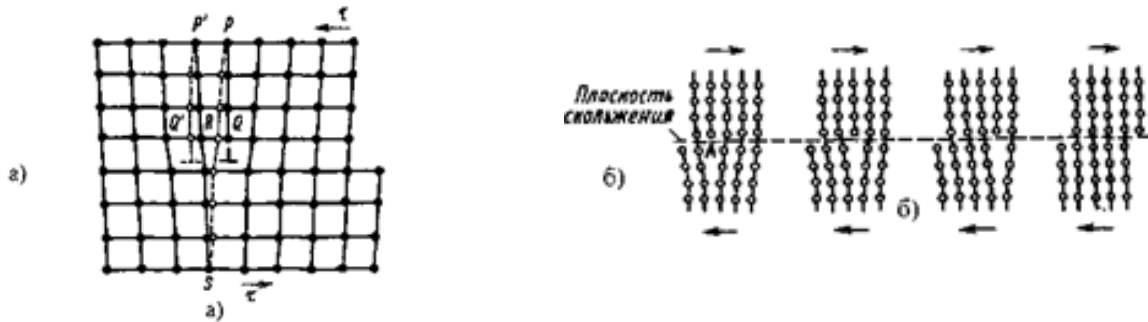 P' P τ
Q' R Q
⊥ ⊥
а)
S τ
а)
Плоскость
скольжения
А
б)
б)